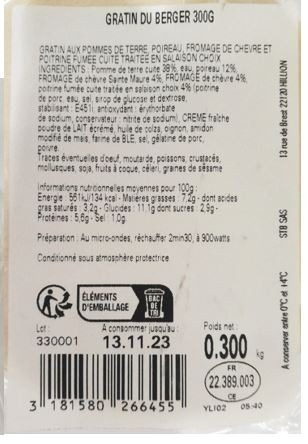 GRATIN DU BERGER 300G
GRATIN AUX POMMES DE TERRE, POIREAU, FROMAGE DE CHEVRE ET
POITRINE FUMEE CUITE TRAITEE EN SALAISON CHOIX
INGREDIENTS : Pomme de terre cuite 38%, eau, poireau 12%,
FROMAGE de chèvre Sainte Maure 4%, FROMAGE de chèvre 4%,
poitrine fumée cuite traitée en salaison choix 4% (poitrine
de porc, eau, sel, sirop de glucose et dextrose,
stabilisant : E451i, antioxydant : érythorbate
de sodium, conservateur : nitrite de sodium), CREME fraîche
poudre de LAIT écrémé, huile de colza, oignon, amidon
modifié de maïs, farine de BLE, sel, gélatine de porc,
poivre.
Traces éventuelles d'oeuf, moutarde, poissons, crustacés,
mollusques, soja, fruits à coque, céleri, graines de sésame
Informations nutritionnelles moyennes pour 100g :
Energie : 561kJ/134 kcal - Matières grasses : 7,2g - dont acides
gras saturés : 3,2g - Glucides : 11,1g dont sucres : 2,9g -
Protéines : 5,6g - Sel : 1,0g
Préparation : Au micro-ondes, réchauffer 2min30, à 900watts
Conditionné sous atmosphère protectrice
ÉLÉMENTS
D'EMBALLAGE
BAC
DE
TRI
FR
Lot :
330001
A consommer jusqu'au :
13.11.23
Poids net :
0.300 kg
FR
22.389.003
CE
3 181580 266455
YLI02 05:40
A conserver entre 0°C et +4°C
STB SAS
13 rue de Brest 22120 HILLION